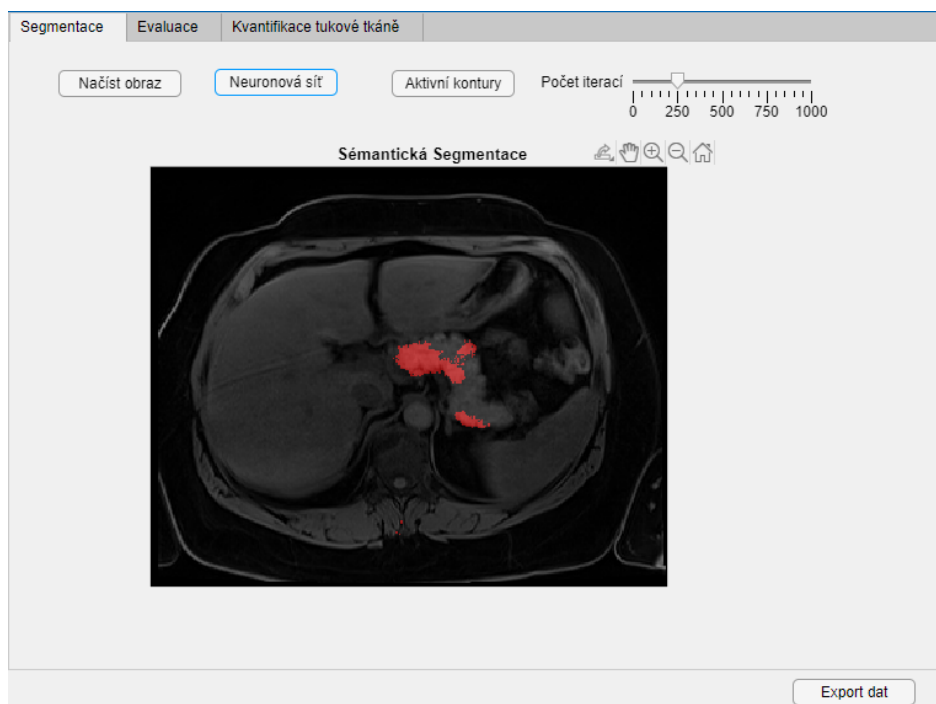 Segmentace Evaluace Kvantifikace tukové tkáně
Načíst obraz Neuronová síť Aktivní kontury Počet iterací
0 250 500 750 1000
Sémantická Segmentace
Export dat